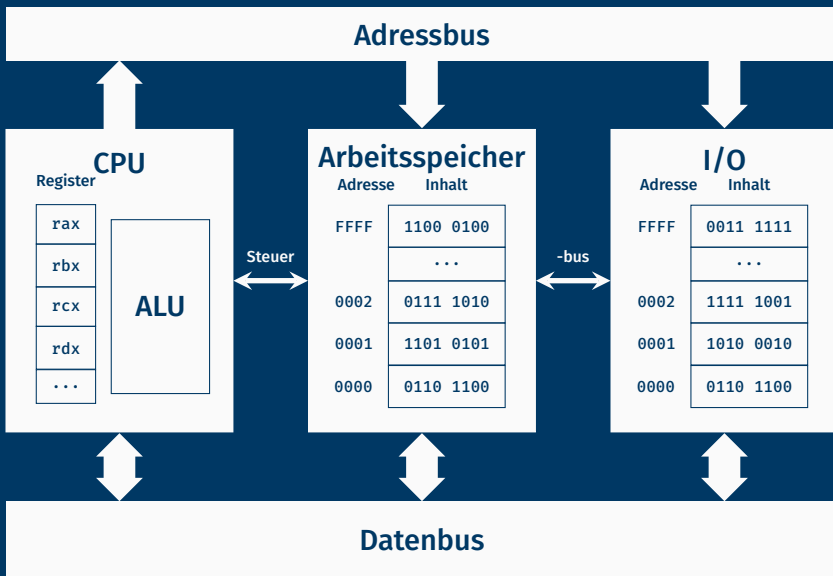 Adressbus
CPU
Register
rax
rbx
rcx
rdx
...
ALU
Steuer
Arbeitsspeicher
Adresse Inhalt
FFFF 1100 0100
...
0002 0111 1010
0001 1101 0101
0000 0110 1100
-bus
I/O
Adresse Inhalt
FFFF 0011 1111
...
0002 1111 1001
0001 1010 0010
0000 0110 1100
Datenbus